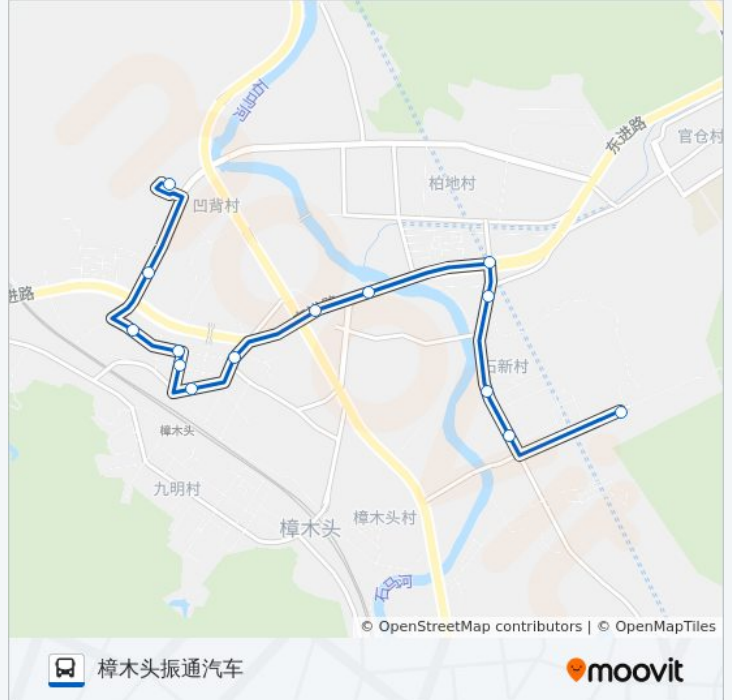 石马河
东进路
官仓村
柏地村
凹背村
进路
石新村
樟木头
九明村
樟木头村
樟木头
石马河
© OpenStreetMap contributors | © OpenMapTiles
樟木头振通汽车
moovit